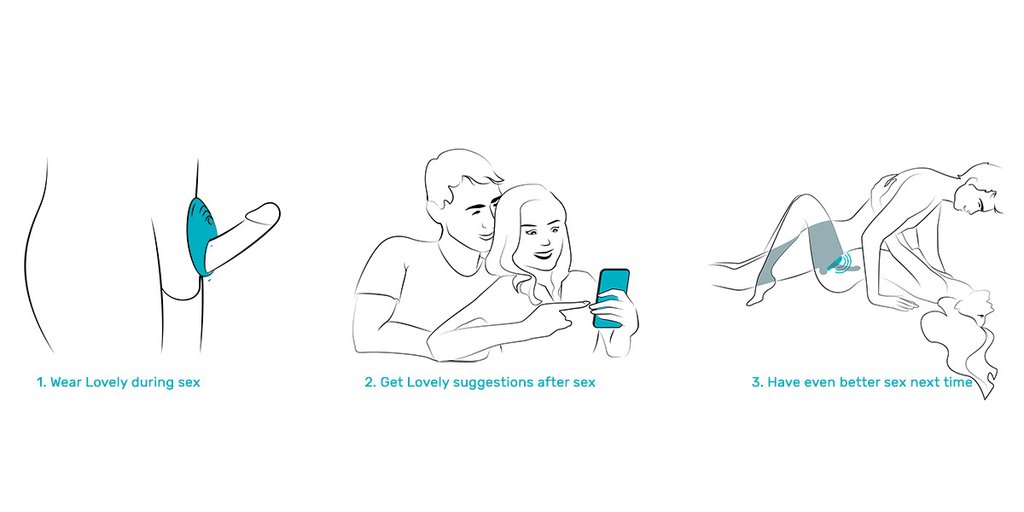 1. Wear Lovely during sex
2. Get Lovely suggestions after sex
3. Have even better sex next time